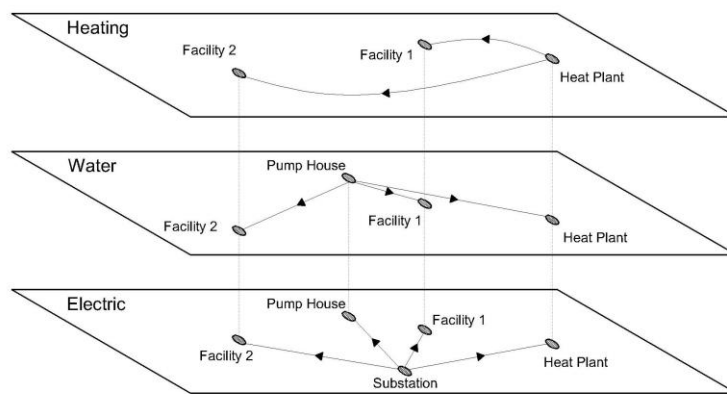 Heating
Facility 2
Facility 1
Heat Plant
Water
Pump House
Facility 2
Facility 1
Heat Plant
Electric
Pump House
Facility 1
Facility 2
Heat Plant
Substation